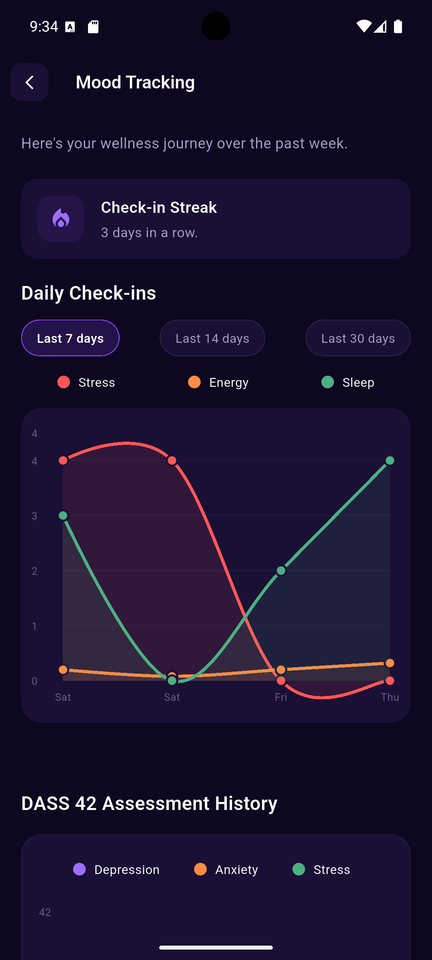 9:34
Mood Tracking
Here's your wellness journey over the past week.
Check-in Streak
3 days in a row.
Daily Check-ins
Last 7 days Last 14 days Last 30 days
Stress Energy Sleep
4
4
3
2
1
0
Sat Sat Fri Thu
DASS 42 Assessment History
Depression Anxiety Stress
42